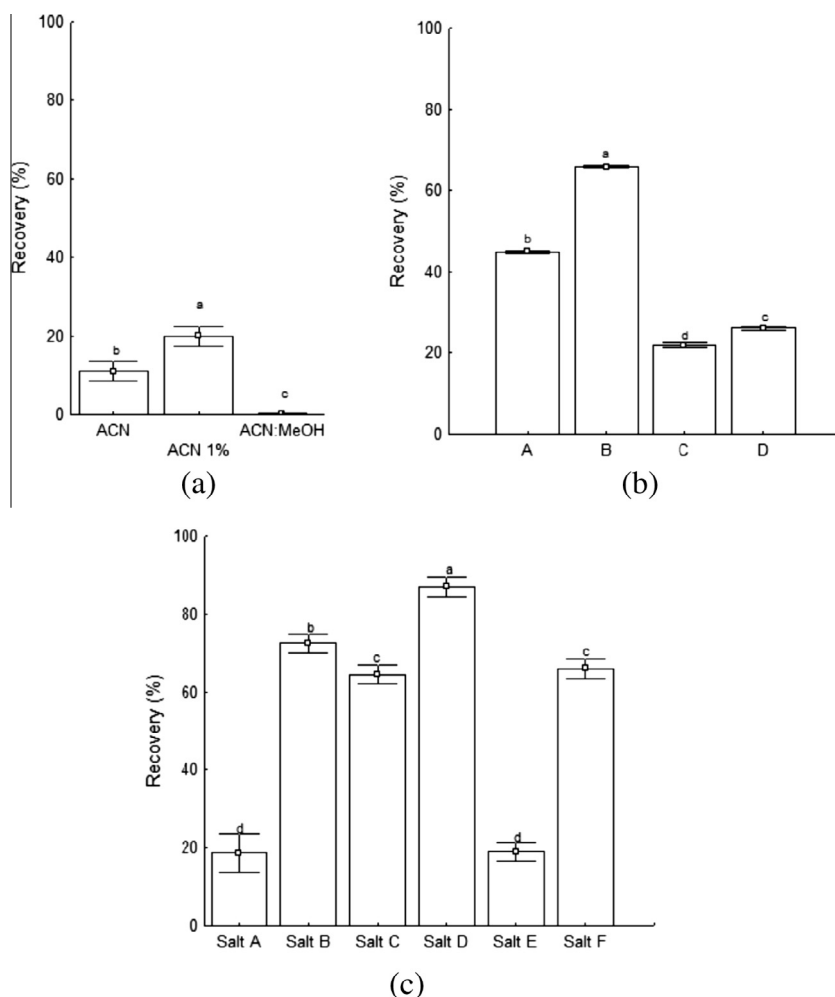 100
80
60
40
20
0
Recovery (%)
b
a
c
ACN
ACN 1%
ACN:MeOH
(a)
100
80
60
40
20
0
Recovery (%)
b
a
d
c
A B C D
(b)
100
80
60
40
20
0
Recovery (%)
d
b
c
a
d
c
Salt A Salt B Salt C Salt D Salt E Salt F
(c)